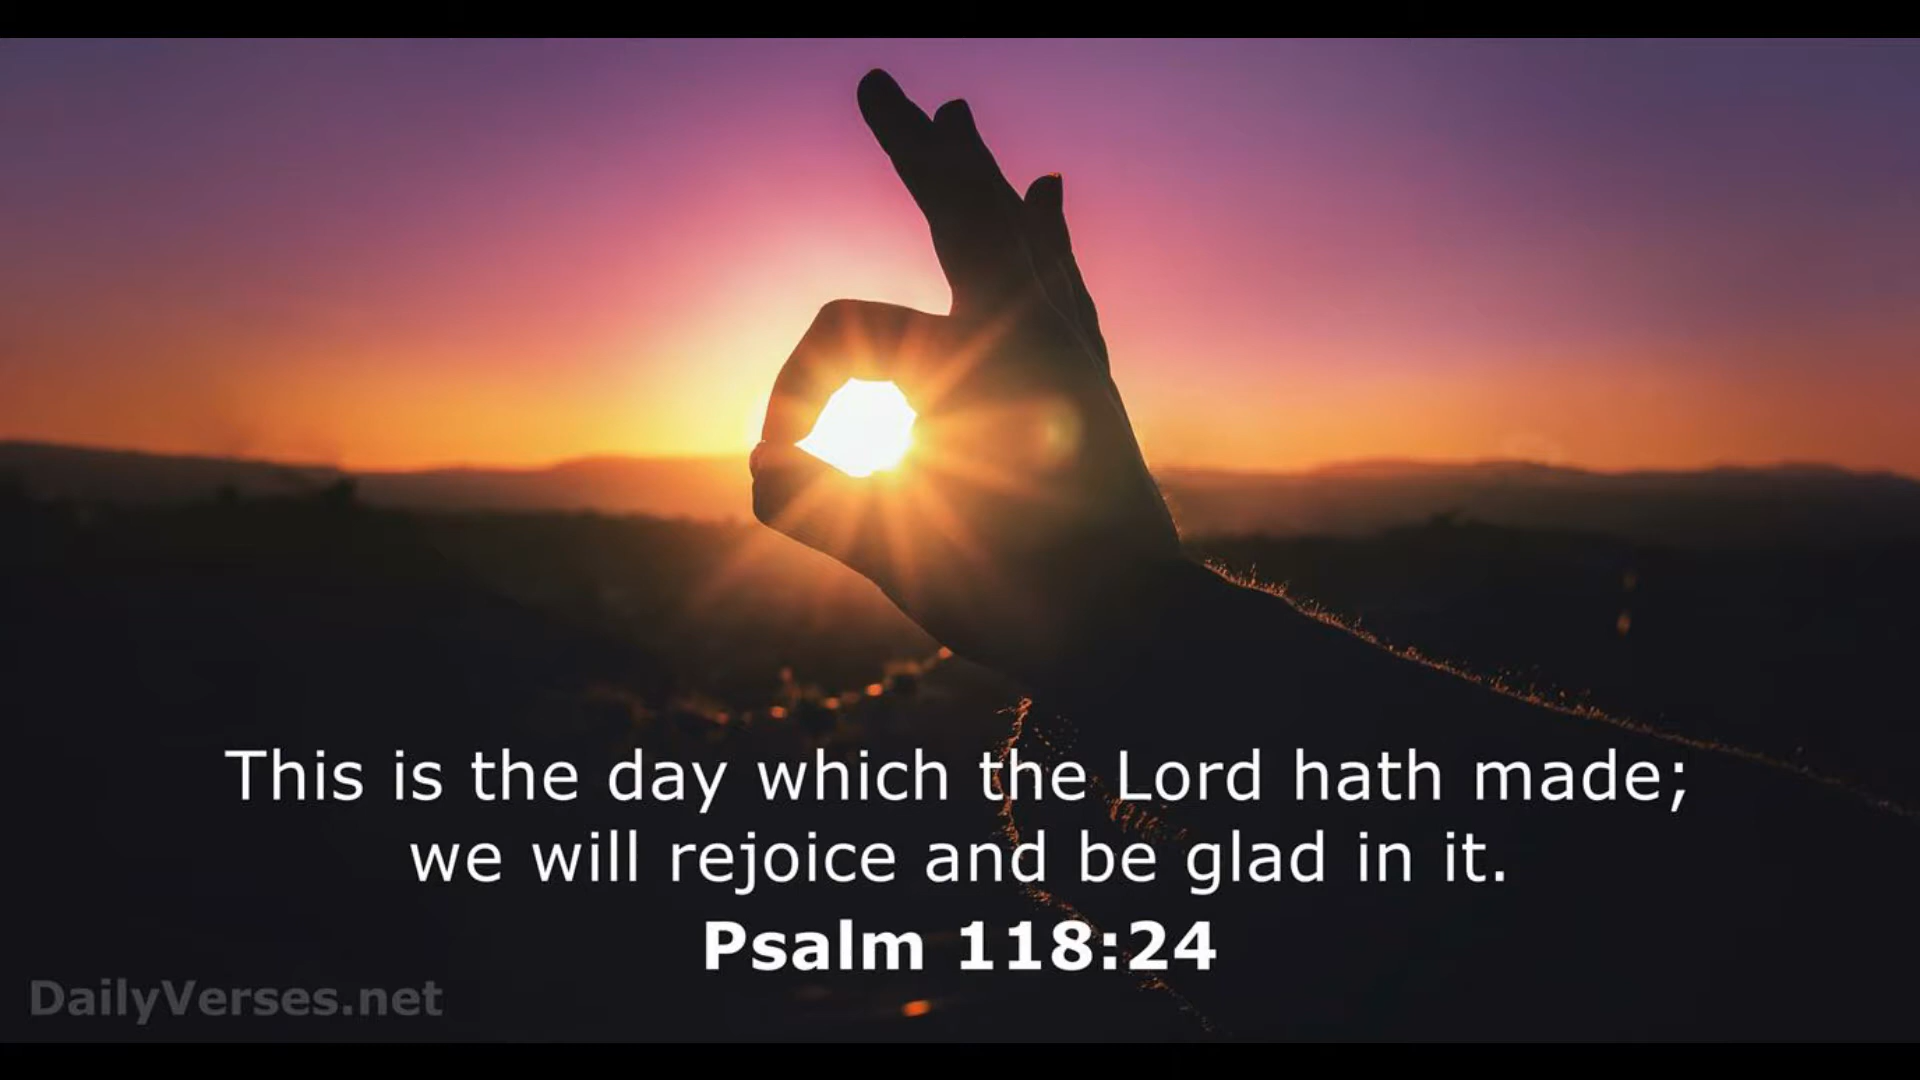 This is the day which the Lord hath made;
we will rejoice and be glad in it.
Psalm 118:24
DailyVerses.net